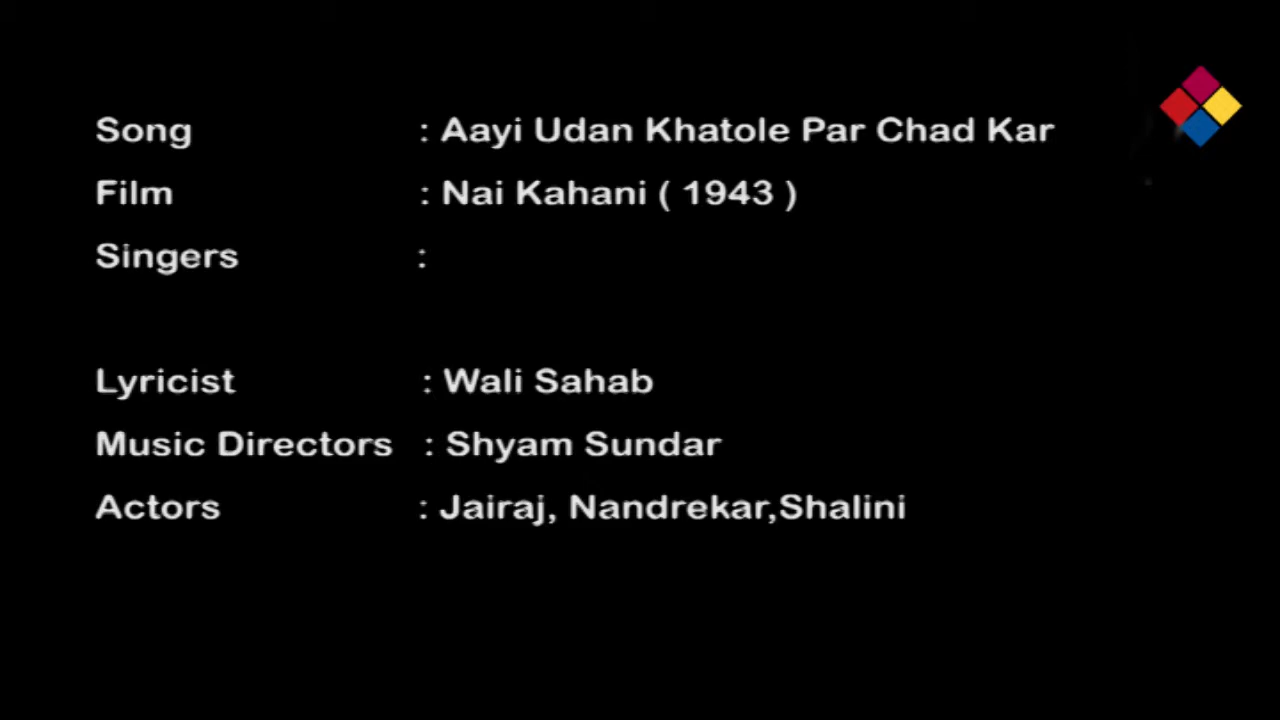 Song : Aayi Udan Khatole Par Chad Kar
Film : Nai Kahani ( 1943 )
Singers :
Lyricist : Wali Sahab
Music Directors : Shyam Sundar
Actors : Jairaj, Nandrekar,Shalini